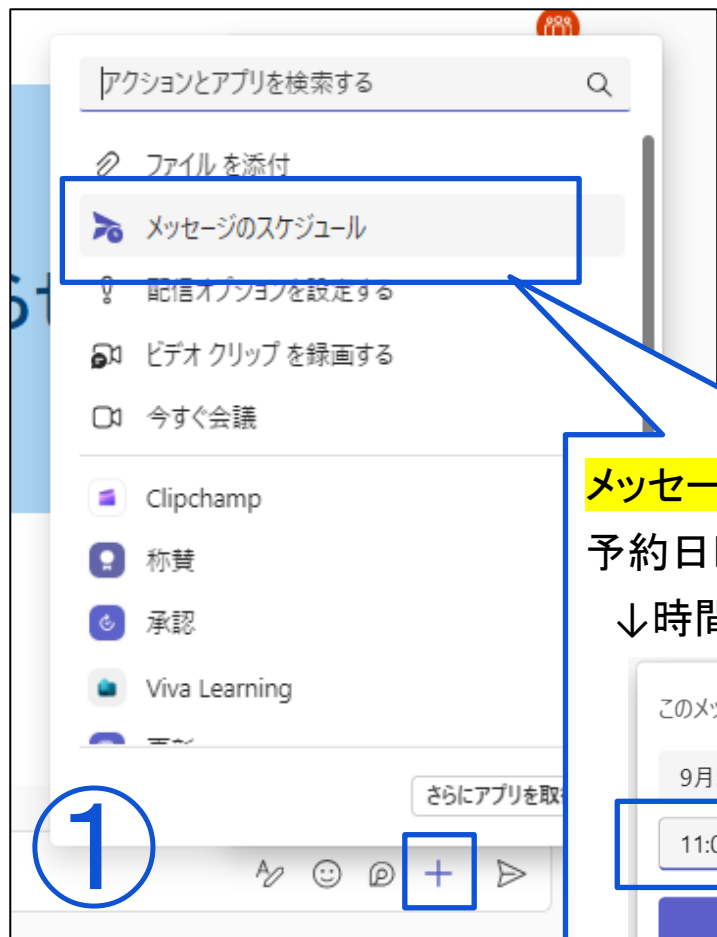 アクションとアプリを検索する
ファイル を添付
メッセージのスケジュール
配信オプションを設定する
ビデオ クリップ を録画する
今すぐ会議
Clipchamp
称賛
承認
Viva Learning
さらにアプリを取
①
メッセー
予約日
↓時間
このメッ
9月
11:0